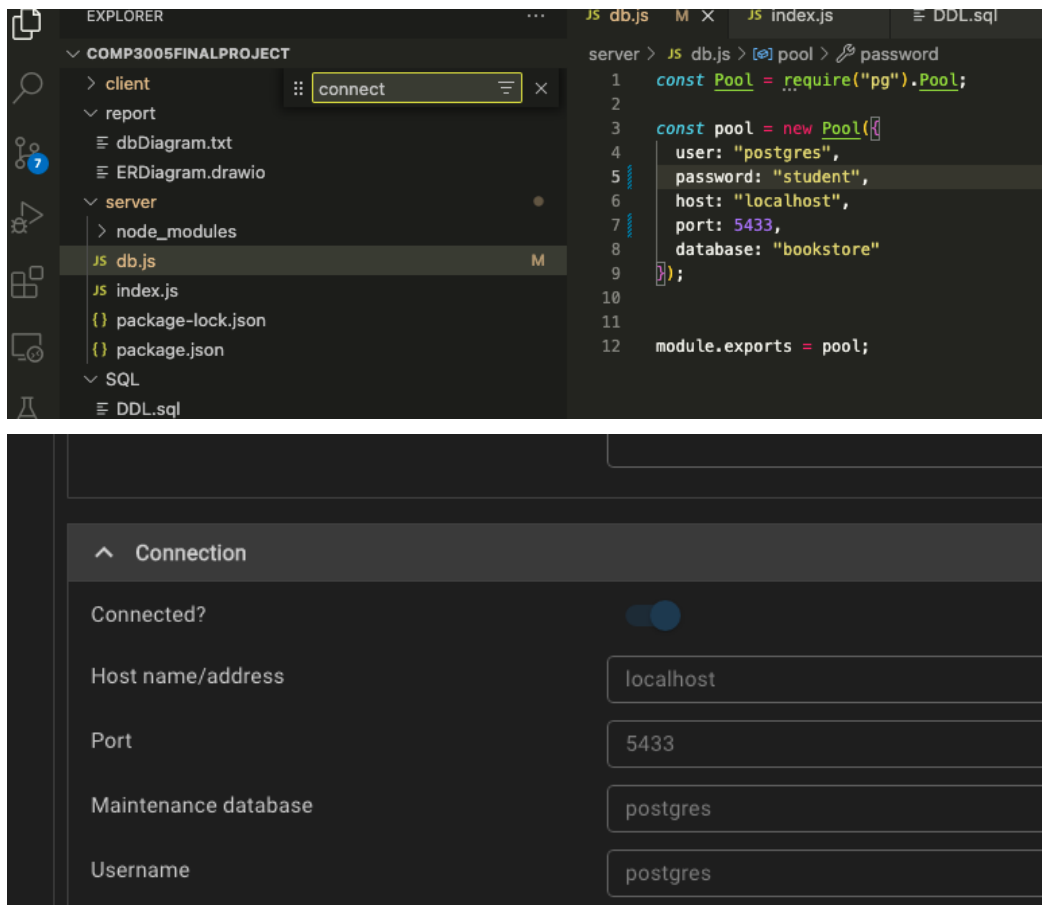 EXPLORER ...
JS db.js M ×
JS index.js
DDL.sql
COMP3005FINALPROJECT
server > JS db.js > pool > password
client
connect
report
dbDiagram.txt
ERDiagram.drawio
7
server
node_modules
JS db.js M
JS index.js
{} package-lock.json
{} package.json
SQL
DDL.sql
1 const Pool = require("pg").Pool;
2
3 const pool = new Pool({
4 user: "postgres",
5 password: "student",
6 host: "localhost",
7 port: 5433,
8 database: "bookstore"
9 });
10
11
12 module.exports = pool;
Connection
Connected?
Host name/address localhost
Port 5433
Maintenance database postgres
Username postgres